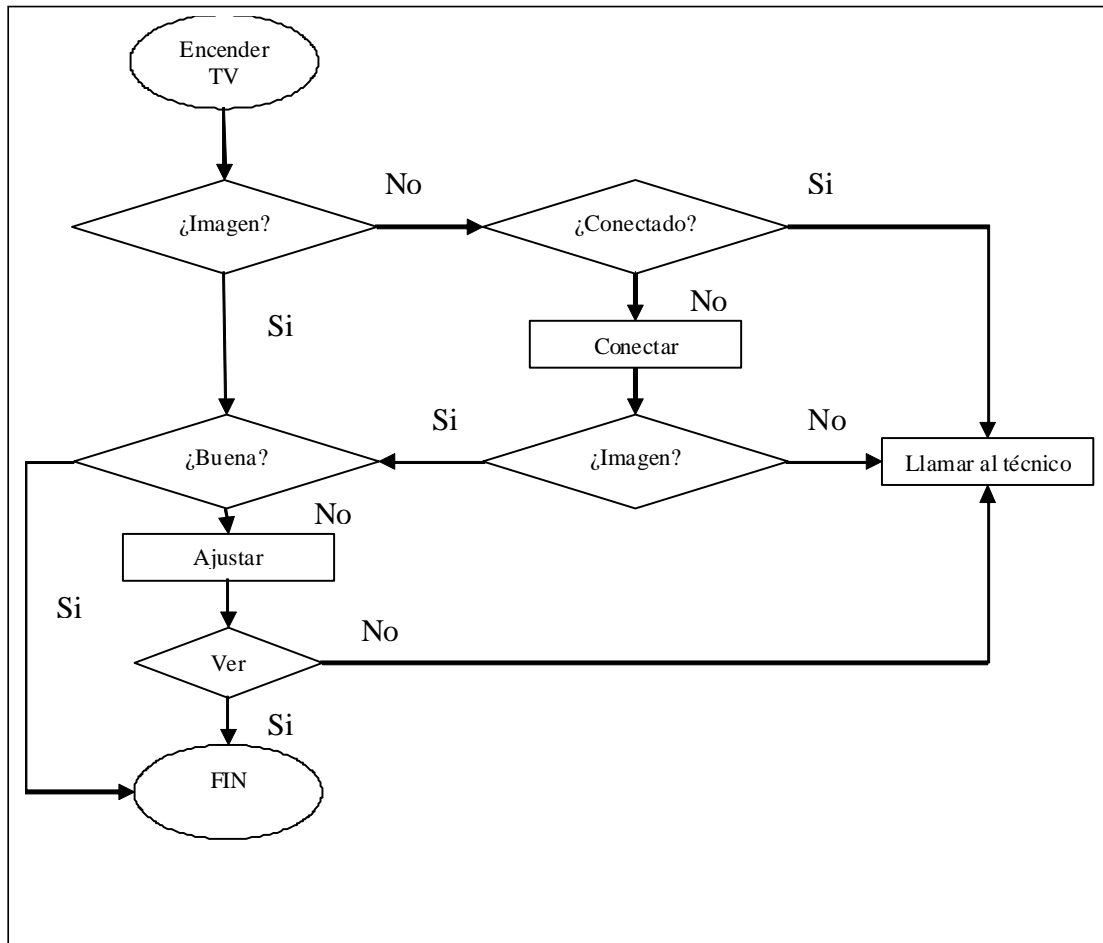 Encender
TV
No
Si
¿Imagen?
¿Conectado?
No
Si
Conectar
Si
No
¿Buena?
¿Imagen?
Llamar al técnico
No
Ajustar
Si
No
Ver
Si
FIN